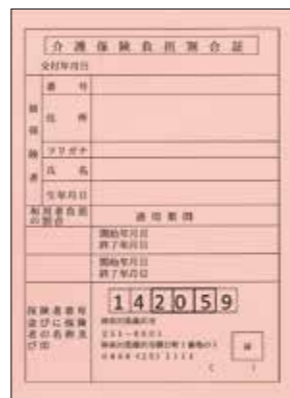 介護保険負担割合証
交付年月日
番号
被保険者
住所
フリガナ
氏名
生年月日
利用者負担の割合
適用期間
開始年月日
終了年月日
開始年月日
終了年月日
保険者番号
並びに保険
者の名称及
び印
142059
印